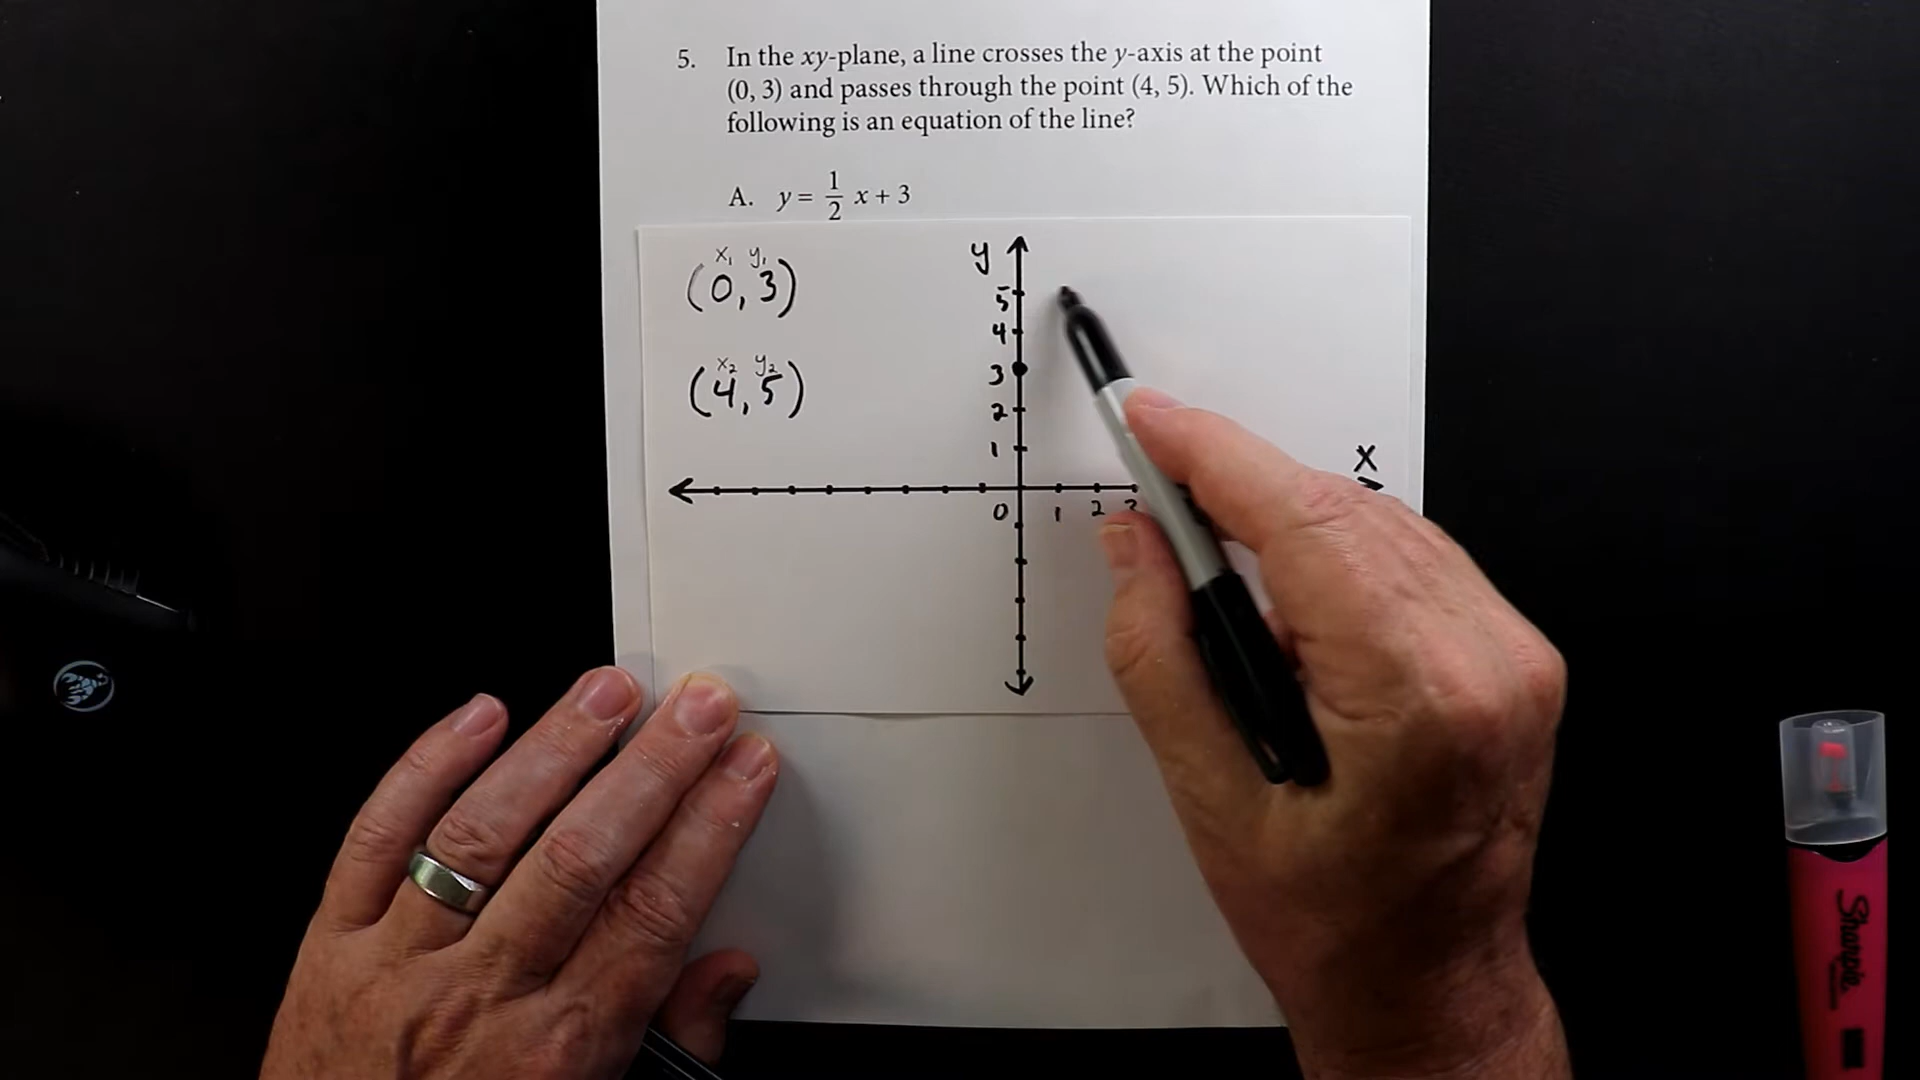 5. In the xy-plane, a line crosses the y-axis at the point
(0, 3) and passes through the point (4, 5). Which of the
following is an equation of the line?
A. y = 1/2 x + 3
x₁ y₁
(0, 3)
x₂ y₂
(4, 5)
y
5
4
3
2
1
x
0 1 2 3
Sharpie